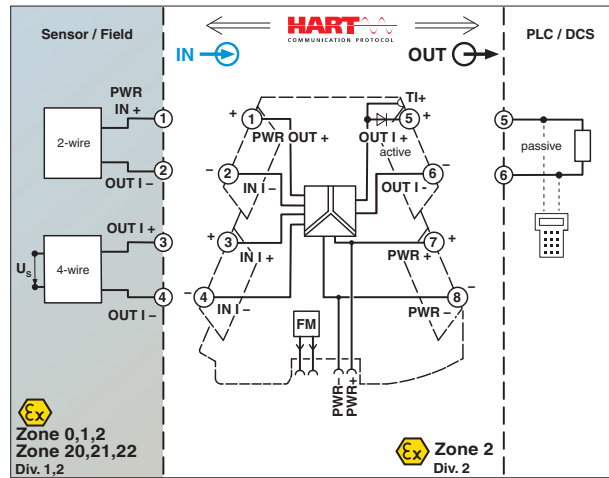 Sensor / Field
HART
COMMUNICATION PROTOCOL
PLC / DCS
IN
OUT
PWR
IN +
1
2-wire
2
OUT I –
OUT I +
3
US
4-wire
4
OUT I –
TI+
+
1
PWR OUT +
5
+
OUT I +
active
–
2
IN I –
6
–
OUT I -
+
3
IN I +
7
+
PWR +
–
4
IN I –
8
–
PWR –
FM
PWR–
PWR+
5
passive
6
Ex
Zone 0,1,2
Zone 20,21,22
Div. 1,2
Ex
Zone 2
Div. 2